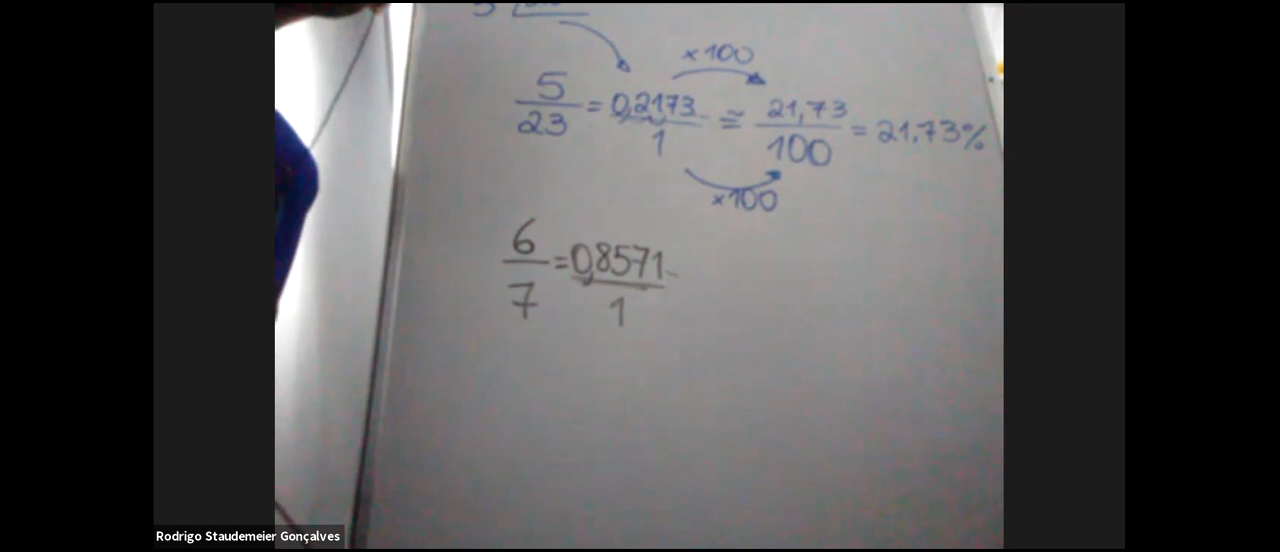 ×100
5/23 = 0,2173/1 ≅ 21,73/100 = 21.73%
×100
6/7 = 0,8571/1
Rodrigo Staudemeier Gonçalves